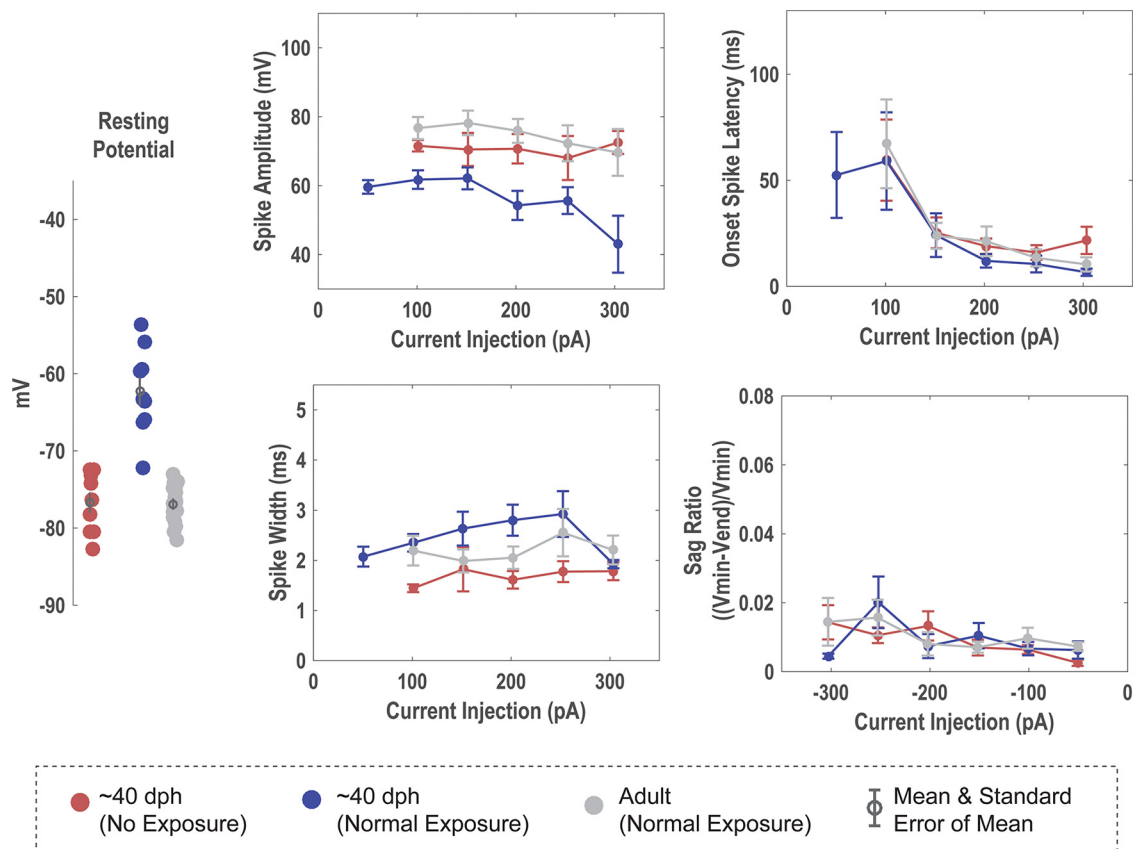 Resting
Potential
mV
-40
-50
-60
-70
-80
-90
Spike Amplitude (mV)
100
80
60
40
0
100
200
300
Current Injection (pA)
Onset Spike Latency (ms)
100
50
0
0
100
200
300
Current Injection (pA)
Spike Width (ms)
5
4
3
2
1
0
0
100
200
300
Current Injection (pA)
Sag Ratio
((Vmin-Vend)/Vmin)
0.08
0.06
0.04
0.02
0
-300
-200
-100
0
Current Injection (pA)
~40 dph
(No Exposure)
~40 dph
(Normal Exposure)
Adult
(Normal Exposure)
Mean & Standard
Error of Mean